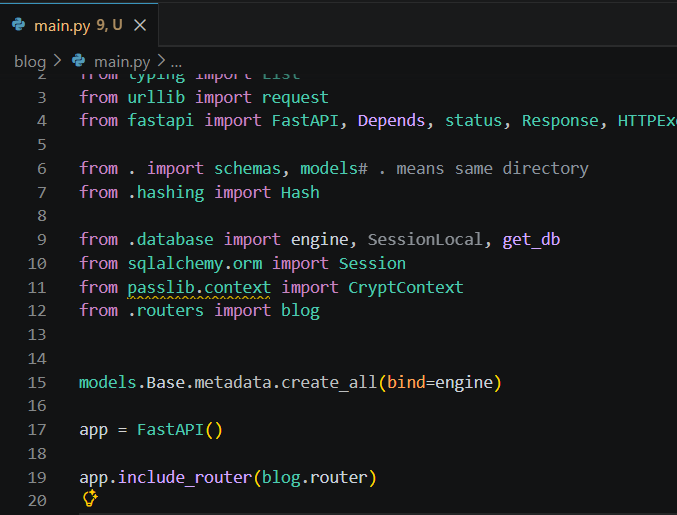 main.py 9, U
blog > main.py > ...
2 from typing import List
3 from urllib import request
4 from fastapi import FastAPI, Depends, status, Response,
5
6 from . import schemas, models# . means same directory
7 from .hashing import Hash
8
9 from .database import engine, SessionLocal, get_db
10 from sqlalchemy.orm import Session
11 from passlib.context import CryptContext
12 from .routers import blog
13
14
15 models.Base.metadata.create_all(bind=engine)
16
17 app = FastAPI()
18
19 app.include_router(blog.router)
20